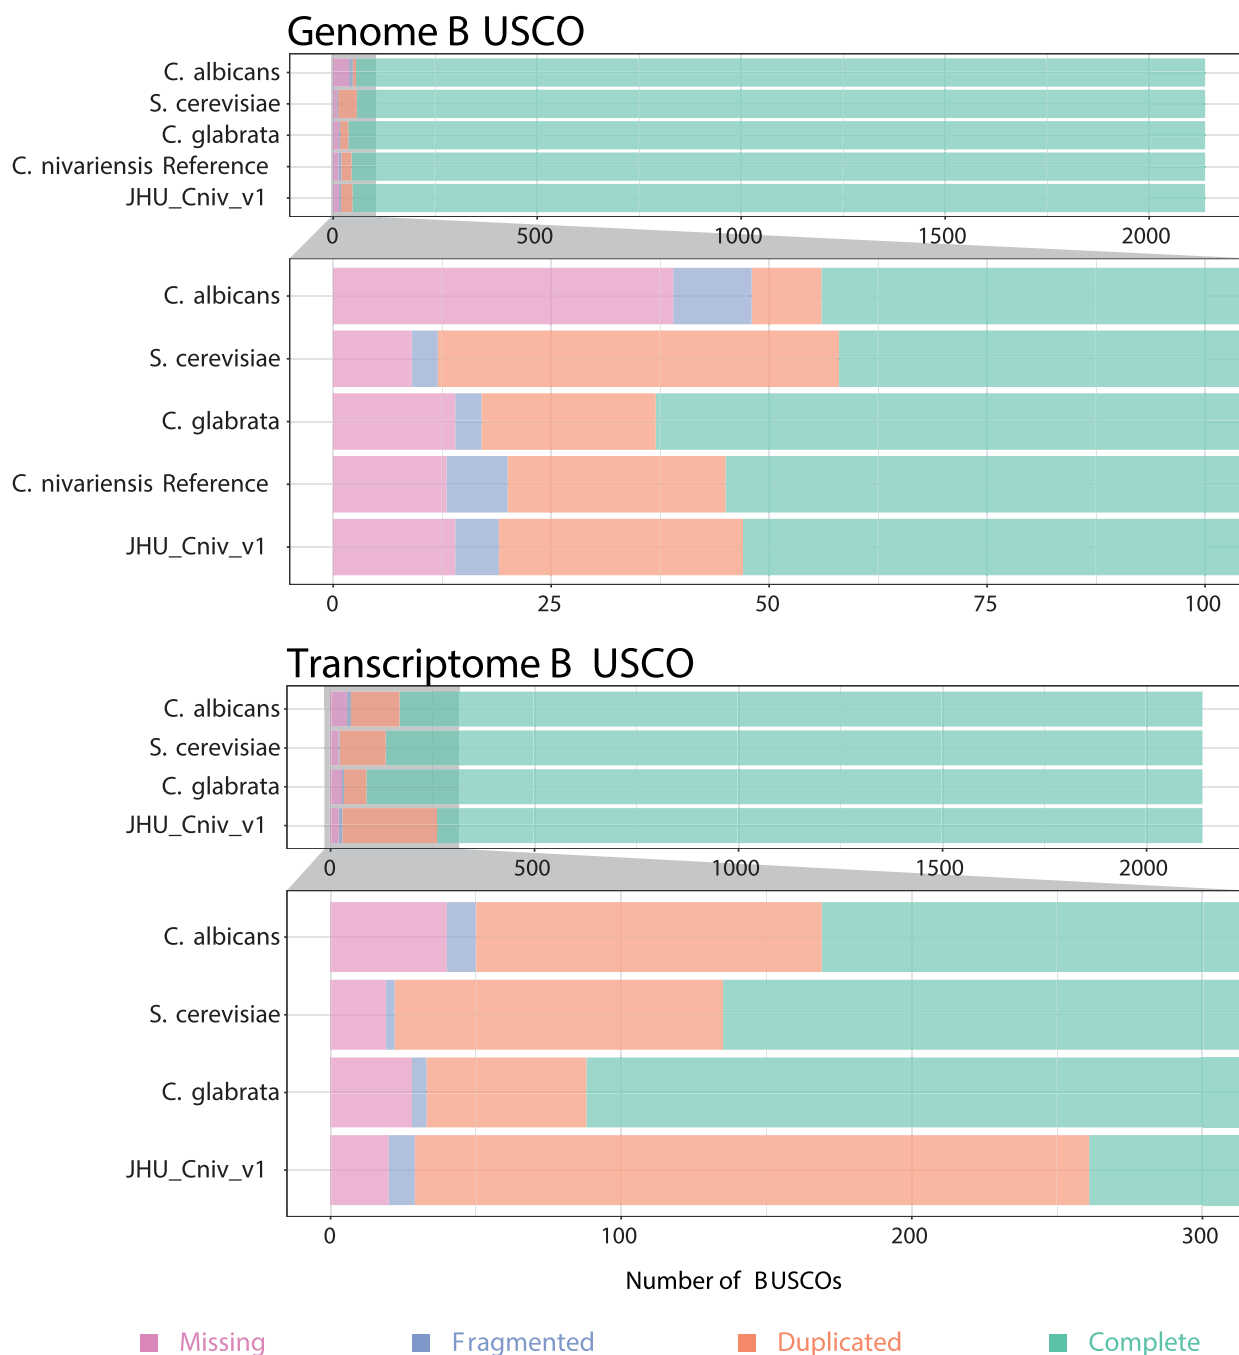 Genome B USCO
C. albicans
S. cerevisiae
C. glabrata
C. nivariensis Reference
JHU_Cniv_v1
0 500 1000 1500 2000
C. albicans
S. cerevisiae
C. glabrata
C. nivariensis Reference
JHU_Cniv_v1
0 25 50 75 100
Transcriptome B USCO
C. albicans
S. cerevisiae
C. glabrata
JHU_Cniv_v1
0 500 1000 1500 2000
C. albicans
S. cerevisiae
C. glabrata
JHU_Cniv_v1
0 100 200 300
Number of BUSCOs
Missing Fragmented Duplicated Complete